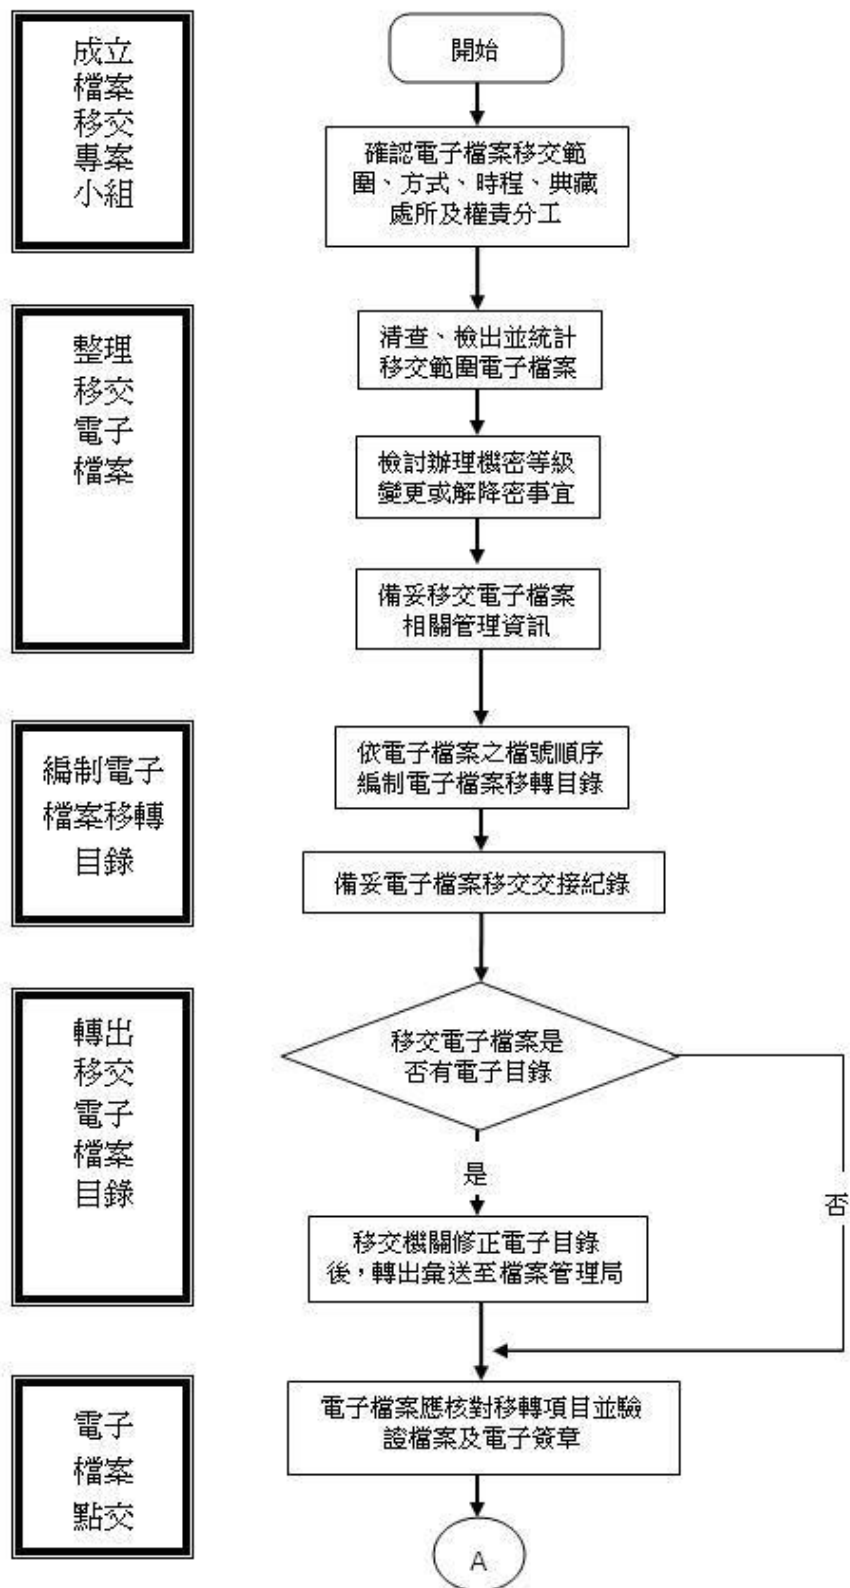 成立
檔案
移交
專案
小組
開始
確認電子檔案移交範
圍、方式、時程、典藏
處所及權責分工
整理
移交
電子
檔案
清查、檢出並統計
移交範圍電子檔案
檢討辦理機密等級
變更或解降密事宜
備妥移交電子檔案
相關管理資訊
編制電子
檔案移轉
目錄
依電子檔案之檔號順序
編制電子檔案移轉目錄
備妥電子檔案移交交接紀錄
轉出
移交
電子
檔案
目錄
移交電子檔案是
否有電子目錄
是
否
移交機關修正電子目錄
後，轉出彙送至檔案管理局
電子
檔案
點交
電子檔案應核對移轉項目並驗
證檔案及電子簽章
A